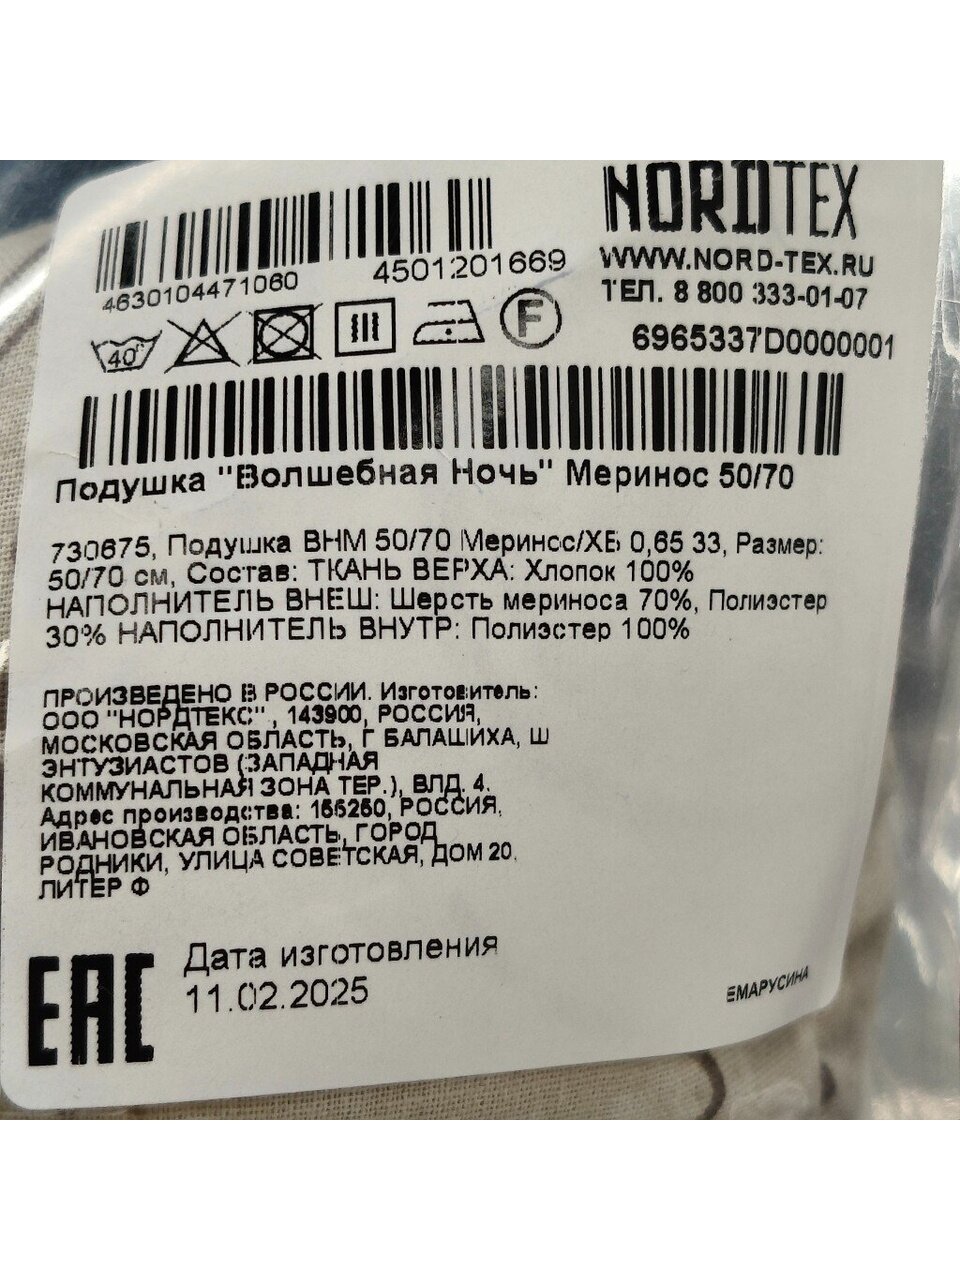 NORDTEX
4630104471060
4501201669
WWW.NORD-TEX.RU
ТЕЛ. 8 800 333-01-07
40°
F
6965337D0000001
Подушка "Волшебная Ночь" Меринос 50/70
730675, Подушка ВНМ 50/70 Меринос/ХБ 0,65 33, Размер:
50/70 см, Состав: ТКАНЬ ВЕРХА: Хлопок 100%
НАПОЛНИТЕЛЬ ВНЕШ: Шерсть мериноса 70%, Полиэстер
30% НАПОЛНИТЕЛЬ ВНУТР: Полиэстер 100%
ПРОИЗВЕДЕНО В РОССИИ. Изготовитель:
ООО "НОРДТЕКС" , 143900, РОССИЯ,
МОСКОВСКАЯ ОБЛАСТЬ, Г БАЛАШИХА, Ш
ЭНТУЗИАСТОВ (ЗАПАДНАЯ
КОММУНАЛЬНАЯ ЗОНА ТЕР.), ВЛД. 4.
Адрес производства: 155250, РОССИЯ,
ИВАНОВСКАЯ ОБЛАСТЬ, ГОРОД
РОДНИКИ, УЛИЦА СОВЕТСКАЯ, ДОМ 20.
ЛИТЕР Ф
ЕАС
Дата изготовления
11.02.2025
ЕМАРУСИНА